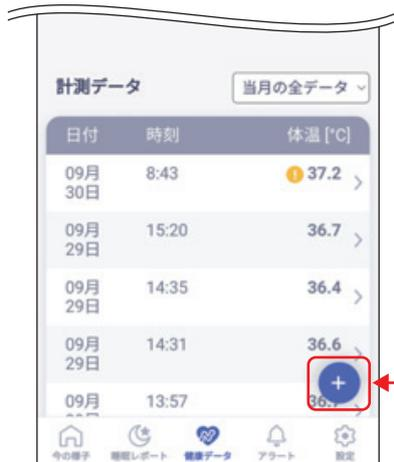 計測データ 当月の全データ
日付 時刻 体温 [℃]
09月 8:43 37.2
30日
09月 15:20 36.7
29日
09月 14:35 36.4
29日
09月 14:31 36.6
29日
09月 13:57
今の様子 睡眠レポート 健康データ アラート 設定